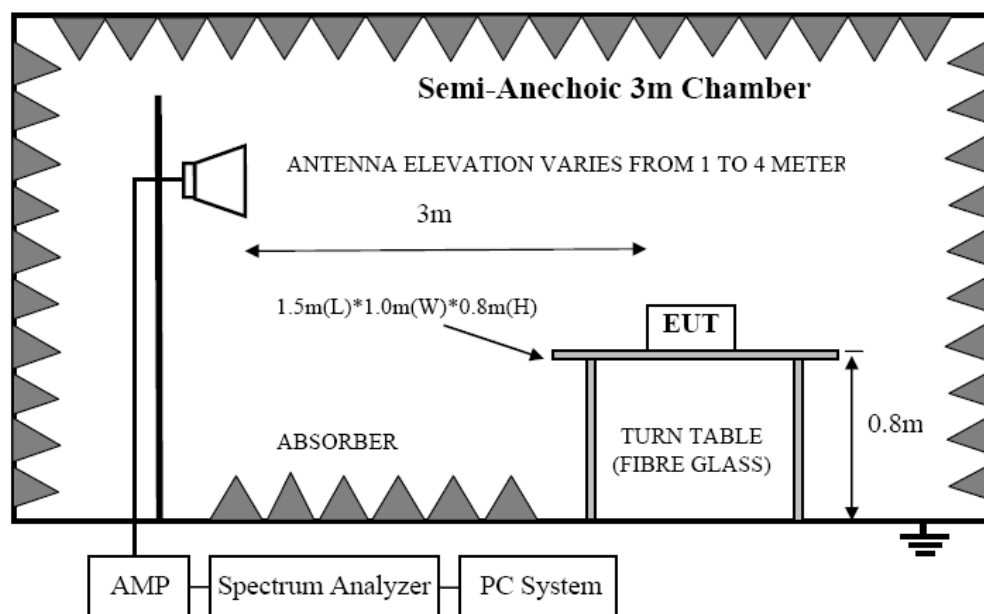 Semi-Anechoic 3m Chamber
ANTENNA ELEVATION VARIES FROM 1 TO 4 METER
3m
1.5m(L)*1.0m(W)*0.8m(H)
EUT
0.8m
ABSORBER
TURN TABLE
(FIBRE GLASS)
AMP
Spectrum Analyzer
PC System